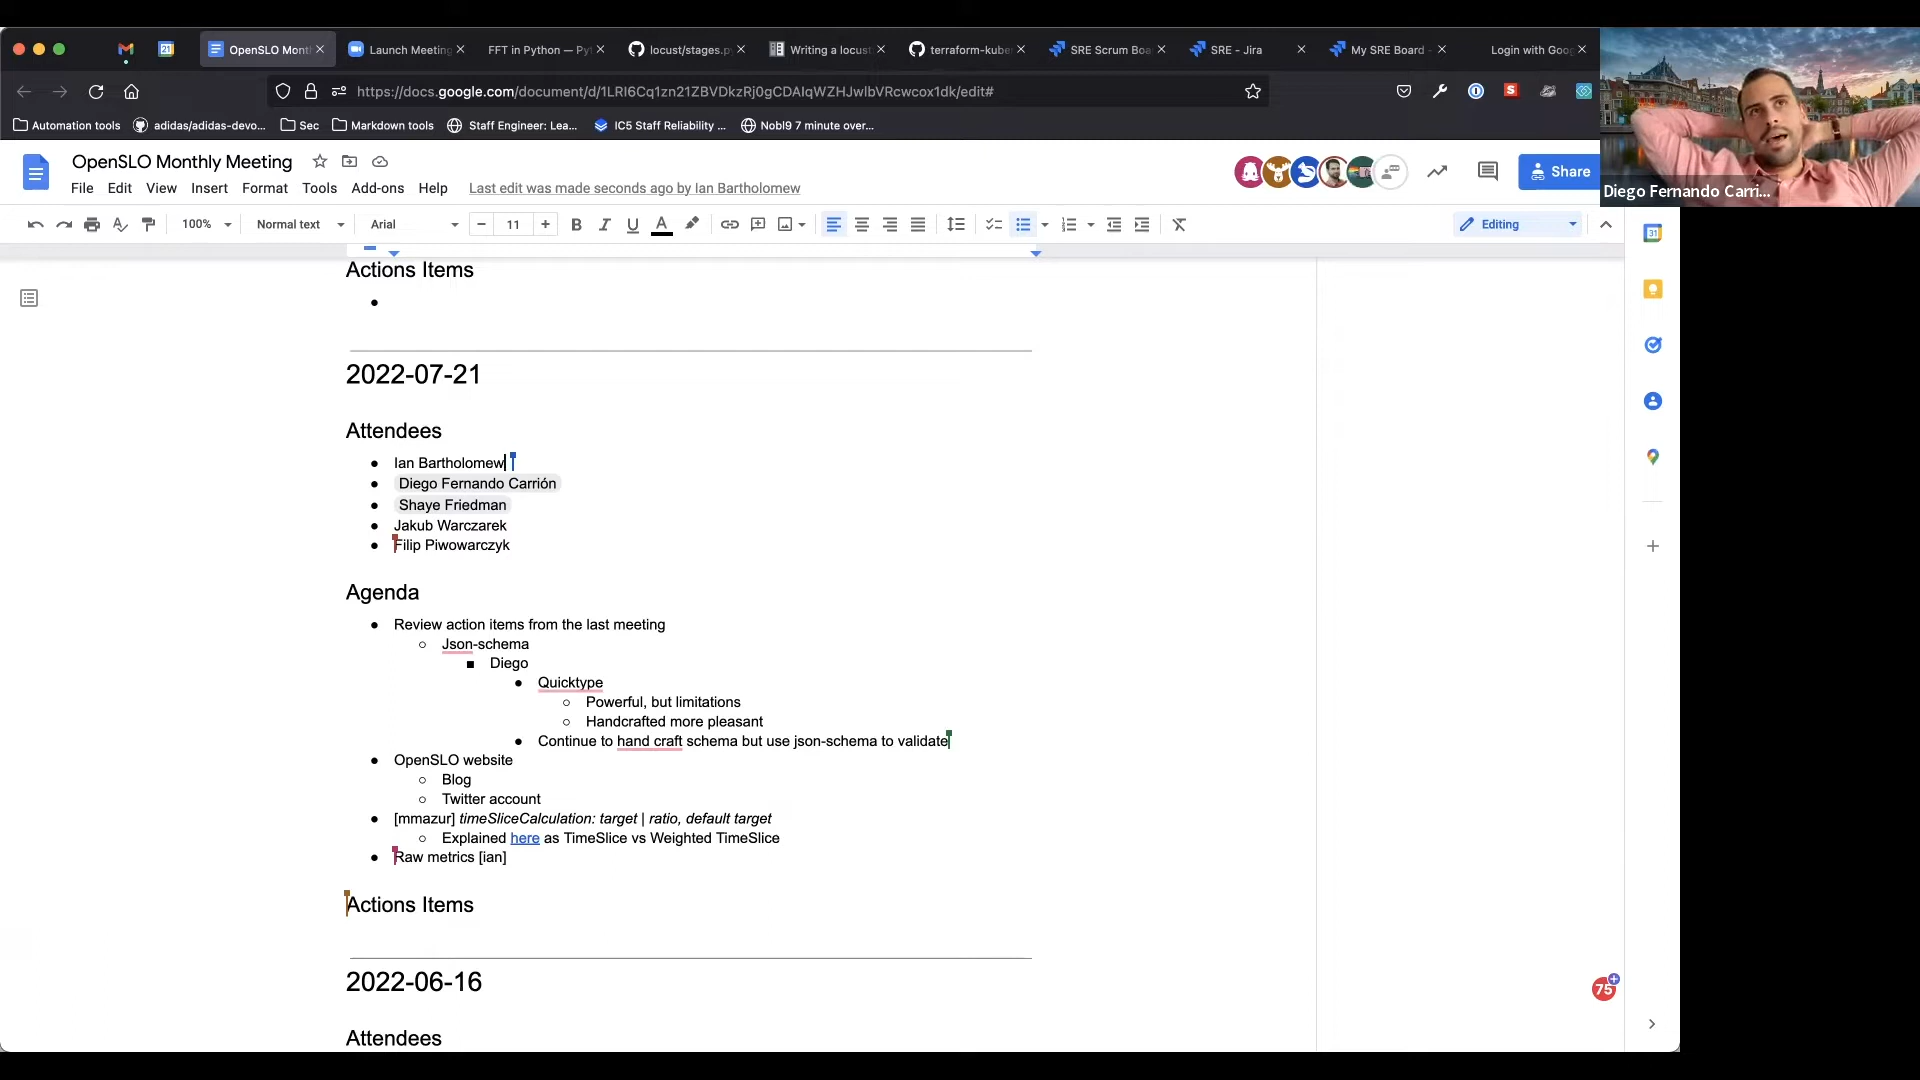 OpenSLO Mont
Launch Meeting
FFT in Python — Pyt
locust/stages.p
Writing a locust
terraform-kube
SRE Scrum Boa
SRE - Jira
My SRE Board -
Login with Goog
https://docs.google.com/document/d/1LRI6Cq1zn21ZBVDkzRj0gCDAIqWZHJwlbVRcwcox1dk/edit#
Automation tools
adidas/adidas-devo...
Sec
Markdown tools
Staff Engineer: Lea...
IC5 Staff Reliability ...
Nobl9 7 minute over...
OpenSLO Monthly Meeting
File Edit View Insert Format Tools Add-ons Help
Last edit was made seconds ago by Ian Bartholomew
Share
Diego Fernando Carri...
100%
Normal text
Arial
11
Editing
Actions Items
2022-07-21
Attendees
Ian Bartholomew
Diego Fernando Carrión
Shaye Friedman
Jakub Warczarek
Filip Piwowarczyk
Agenda
Review action items from the last meeting
Json-schema
Diego
Quicktype
Powerful, but limitations
Handcrafted more pleasant
Continue to hand craft schema but use json-schema to validate
OpenSLO website
Blog
Twitter account
[mmazur] timeSliceCalculation: target | ratio, default target
Explained here as TimeSlice vs Weighted TimeSlice
Raw metrics [ian]
Actions Items
2022-06-16
75
Attendees